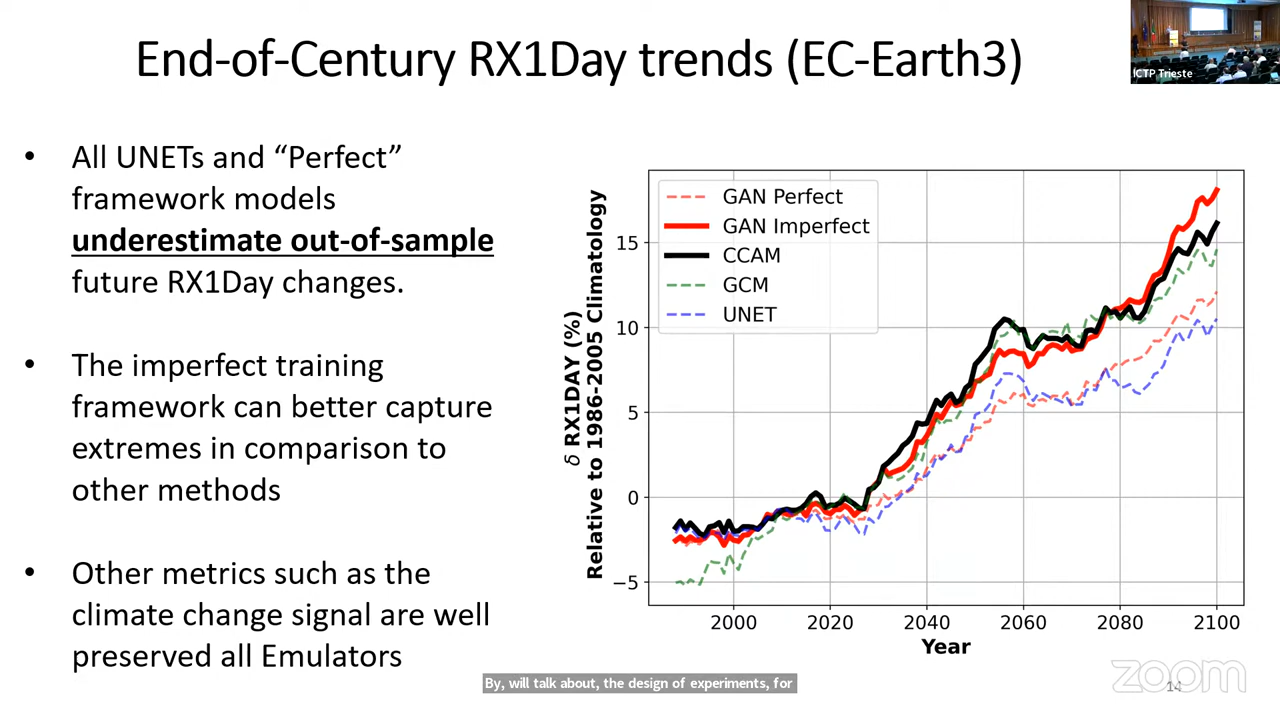 End-of-Century RX1Day trends (EC-Earth3)
ICTP Trieste
• All UNETs and “Perfect”
framework models
underestimate out-of-sample
future RX1Day changes.
• The imperfect training
framework can better capture
extremes in comparison to
other methods
• Other metrics such as the
climate change signal are well
preserved all Emulators
δ RX1DAY (%)
Relative to 1986-2005 Climatology
GAN Perfect
GAN Imperfect
CCAM
GCM
UNET
15
10
5
0
−5
2000 2020 2040 2060 2080 2100
Year
By, will talk about, the design of experiments, for
zoom
14